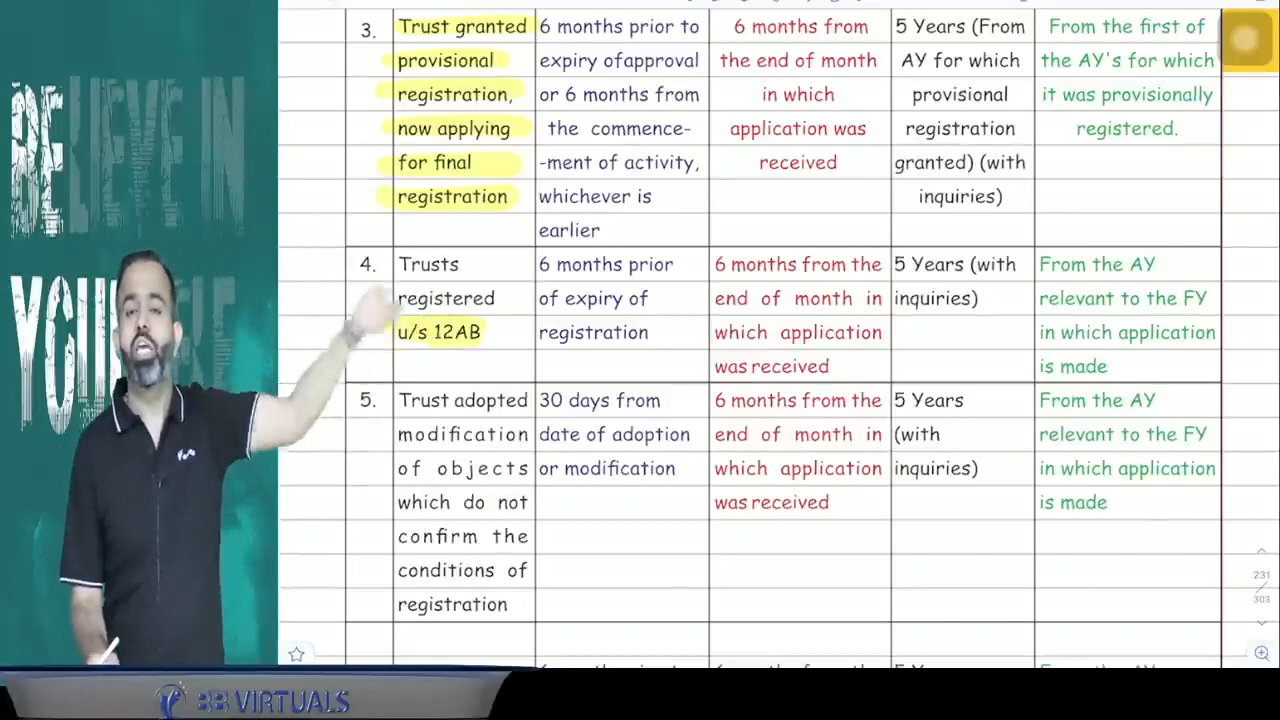 BELIEVE IN
YOURSELF
3.
Trust granted
provisional
registration,
now applying
for final
registration
6 months prior to
expiry ofapproval
or 6 months from
the commence-
-ment of activity,
whichever is
earlier
6 months from
the end of month
in which
application was
received
5 Years (From
AY for which
provisional
registration
granted) (with
inquiries)
From the first of
the AY's for which
it was provisionally
registered.
4.
Trusts
registered
u/s 12AB
6 months prior
of expiry of
registration
6 months from the
end of month in
which application
was received
5 Years (with
inquiries)
From the AY
relevant to the FY
in which application
is made
5.
Trust adopted
modification
of objects
which do not
confirm the
conditions of
registration
30 days from
date of adoption
or modification
6 months from the
end of month in
which application
was received
5 Years
(with
inquiries)
From the AY
relevant to the FY
in which application
is made
231
303
BB VIRTUALS